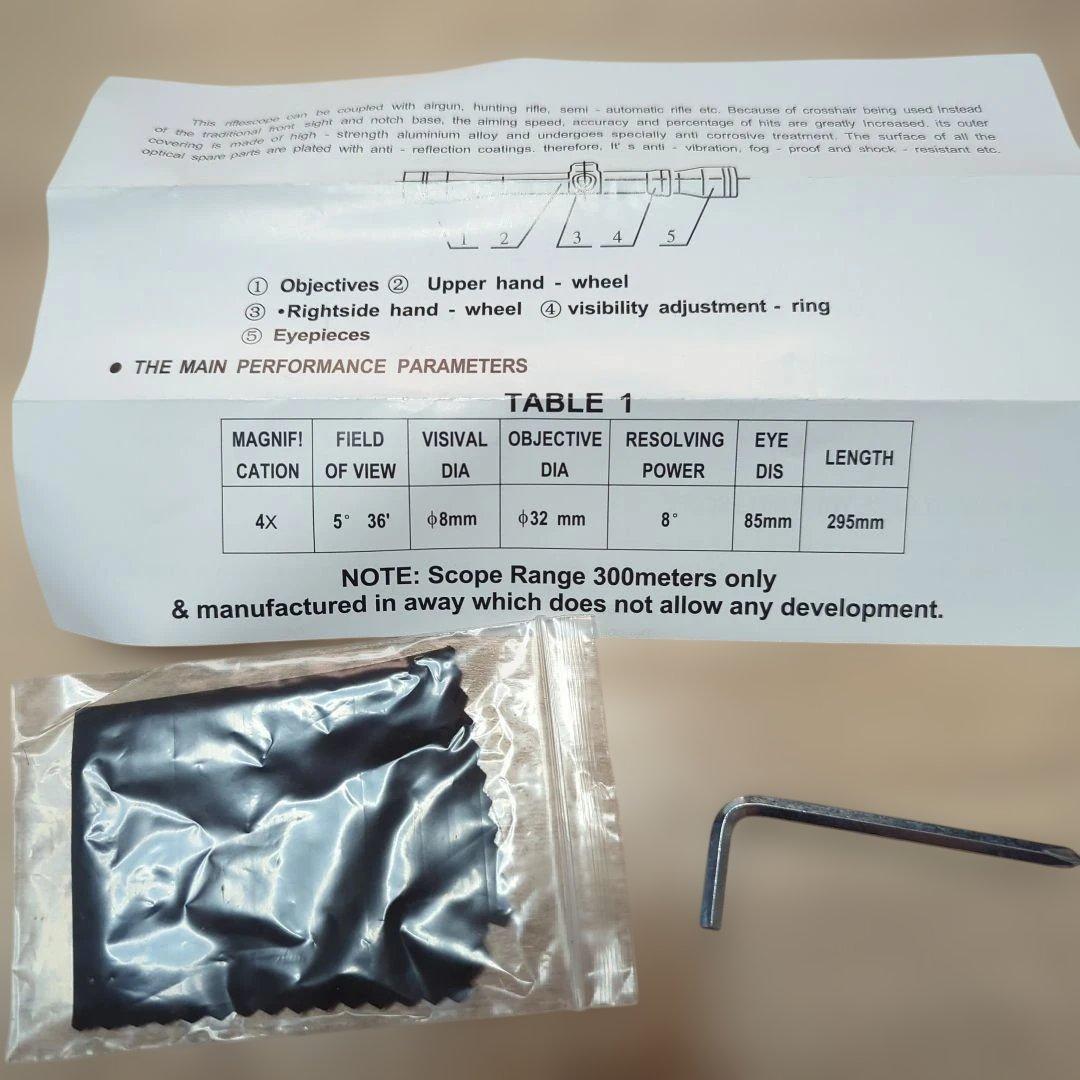 This riflescope can be coupled with airgun, hunting rifle, semi - automatic rifle etc. Because of crosshair being used Instead
of the traditional front sight and notch base, the aiming speed, accuracy and percentage of hits are greatly Increased. its outer
covering is made of high - strength aluminium alloy and undergoes specially anti corrosive treatment. The surface of all the
optical spare parts are plated with anti - reflection coatings. therefore, It' s anti - vibration, fog - proof and shock - resistant etc.
1 2 3 4 5
① Objectives ② Upper hand - wheel
③ •Rightside hand - wheel ④ visibility adjustment - ring
⑤ Eyepieces
● THE MAIN PERFORMANCE PARAMETERS
TABLE 1
MAGNIF! FIELD VISIVAL OBJECTIVE RESOLVING EYE LENGTH
CATION OF VIEW DIA DIA POWER DIS
4X 5° 36' ϕ8mm ϕ32 mm 8° 85mm 295mm
NOTE: Scope Range 300meters only
& manufactured in away which does not allow any development.